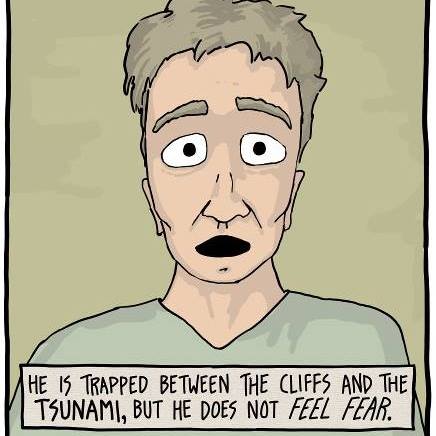 HE IS TRAPPED BETWEEN THE CLIFFS AND THE
TSUNAMI, BUT HE DOES NOT FEEL FEAR.